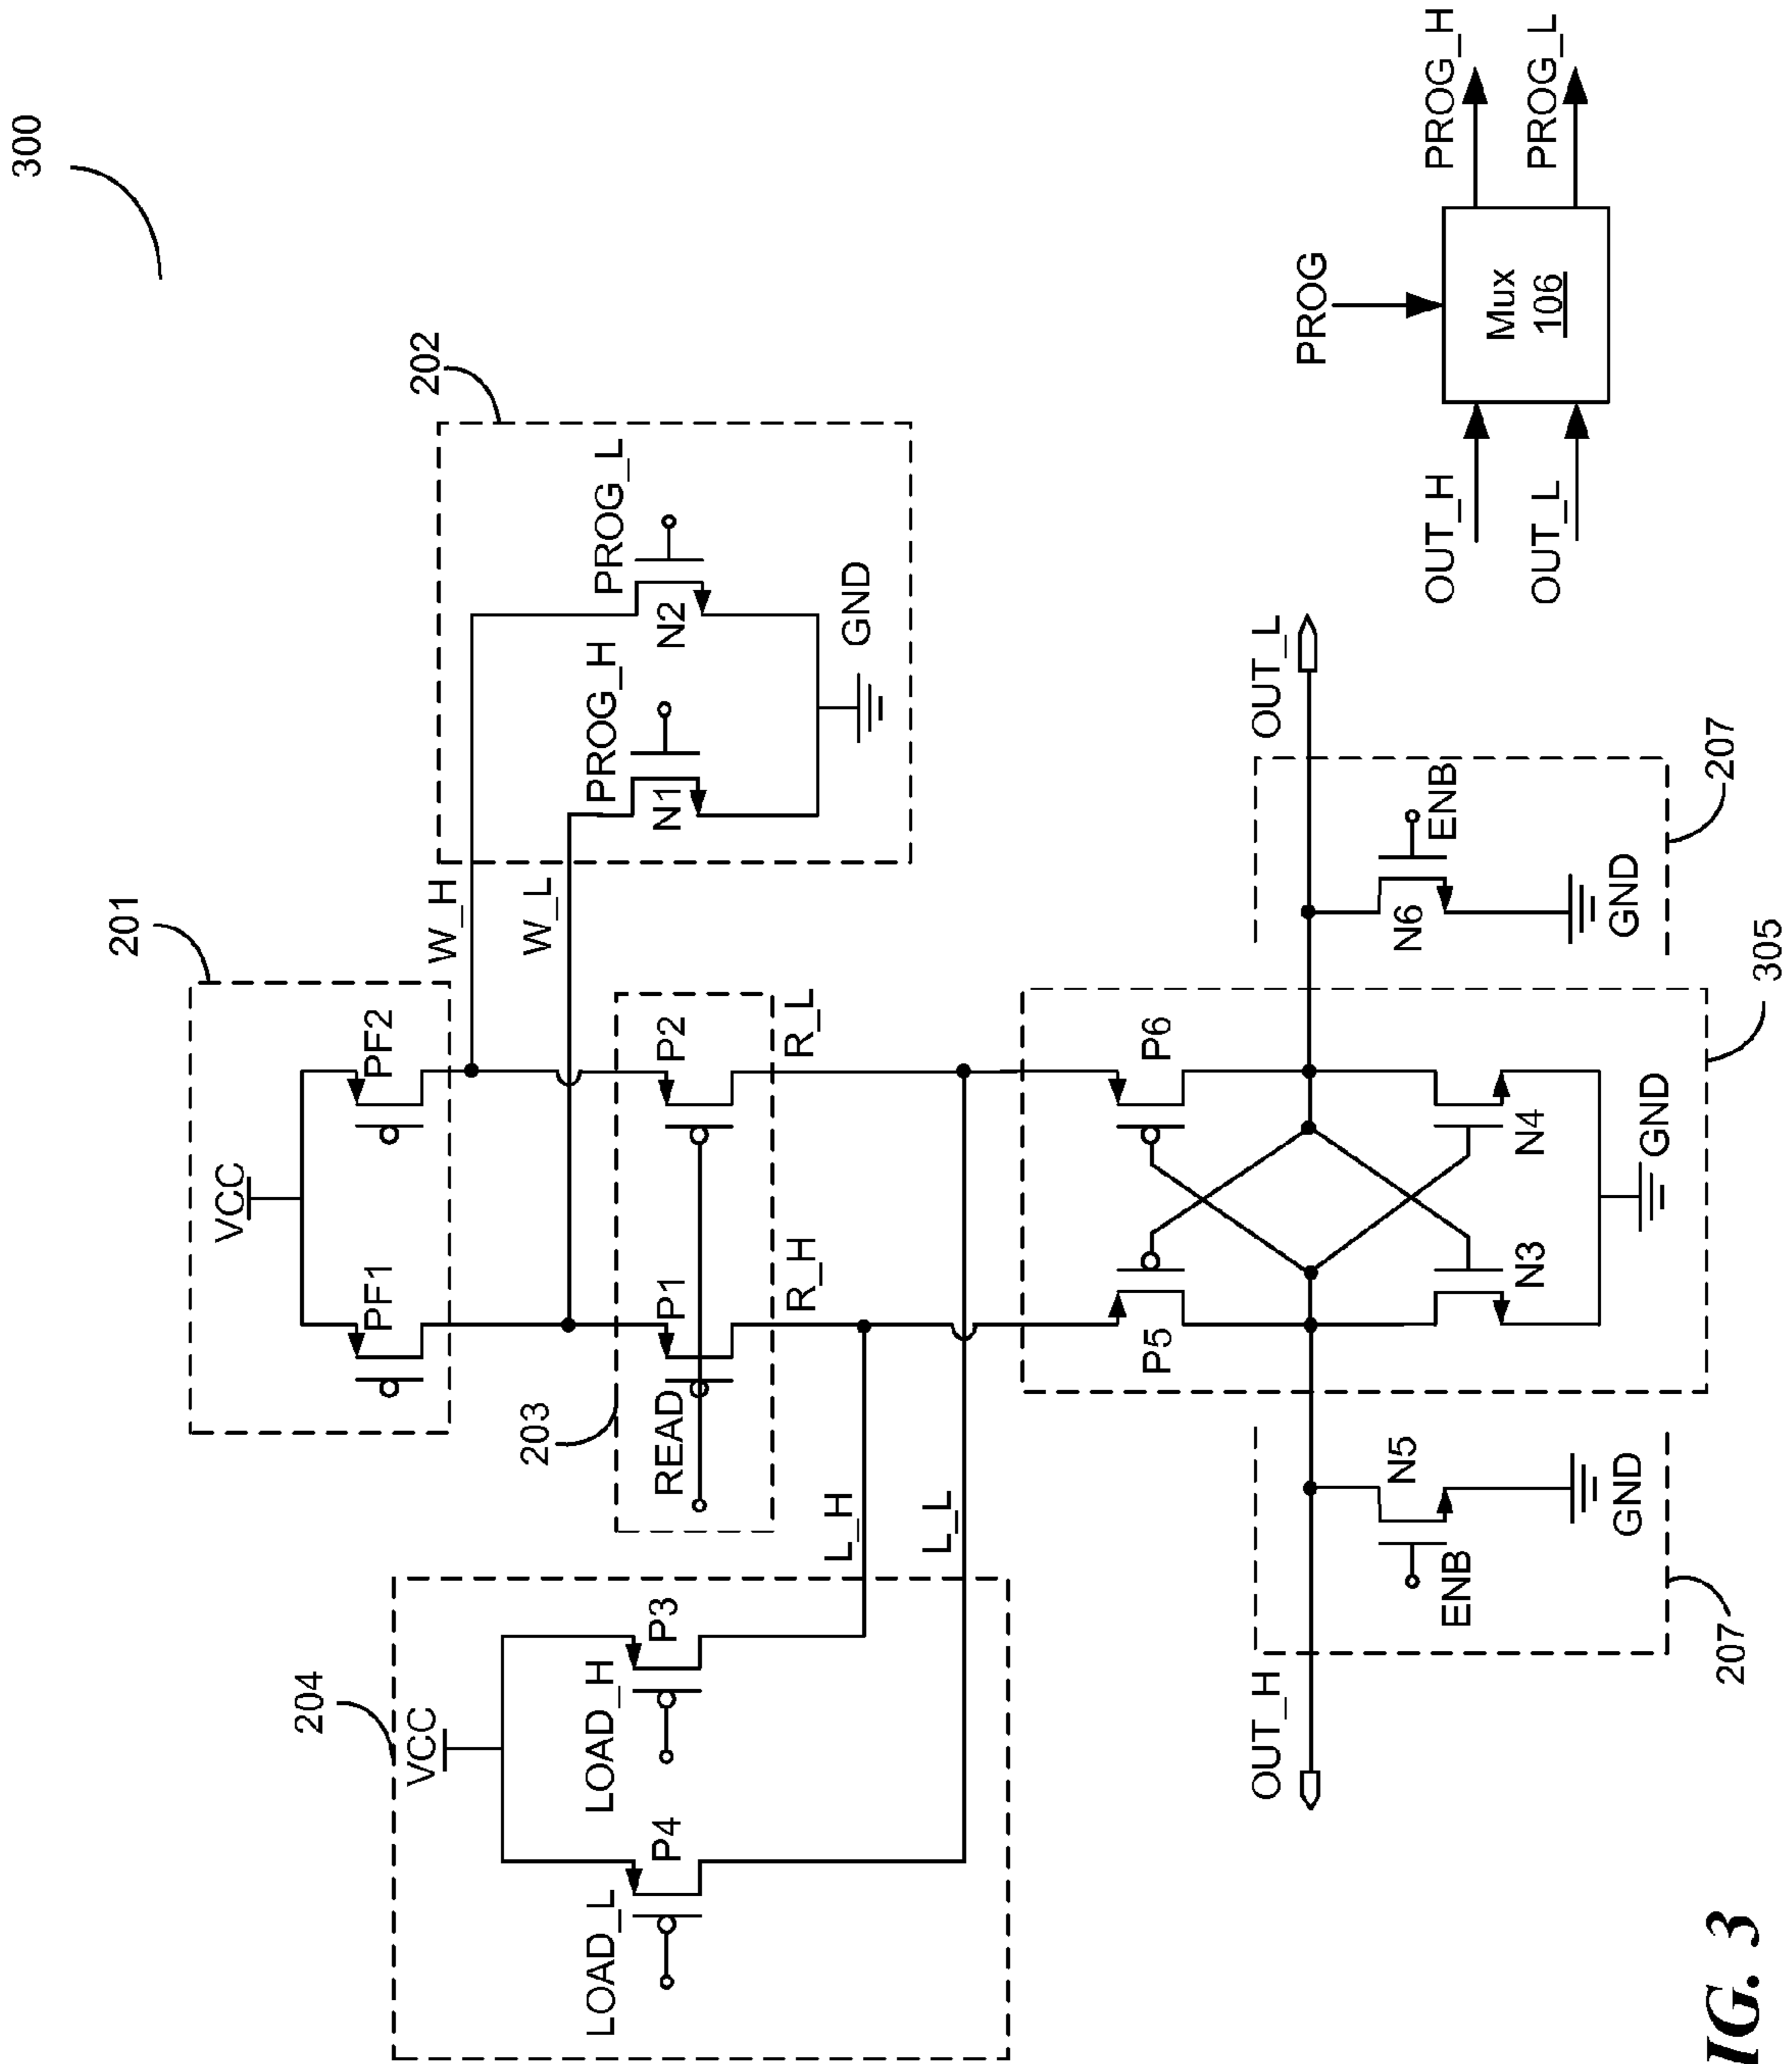 300
201
VCC
PF1
PF2
W_H
W_L
202
PROG_H
PROG_L
N1
N2
GND
203
READ
P1
P2
R_H
R_L
204
VCC
LOAD_L
LOAD_H
P4
P3
L_H
L_L
P5
P6
N3
N4
GND
305
OUT_H
ENB
N5
GND
207
OUT_L
N6
ENB
GND
207
PROG
OUT_H
OUT_L
Mux
106
PROG_H
PROG_L
IG. 3